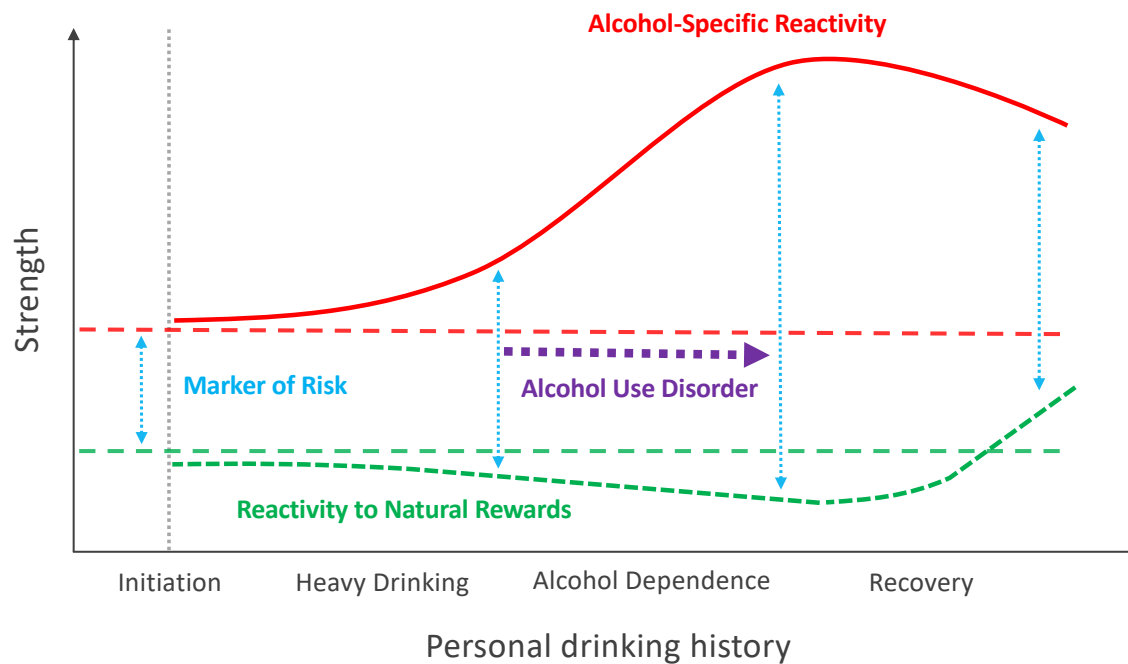 Alcohol-Specific Reactivity
Strength
Marker of Risk
Alcohol Use Disorder
Reactivity to Natural Rewards
Initiation
Heavy Drinking
Alcohol Dependence
Recovery
Personal drinking history